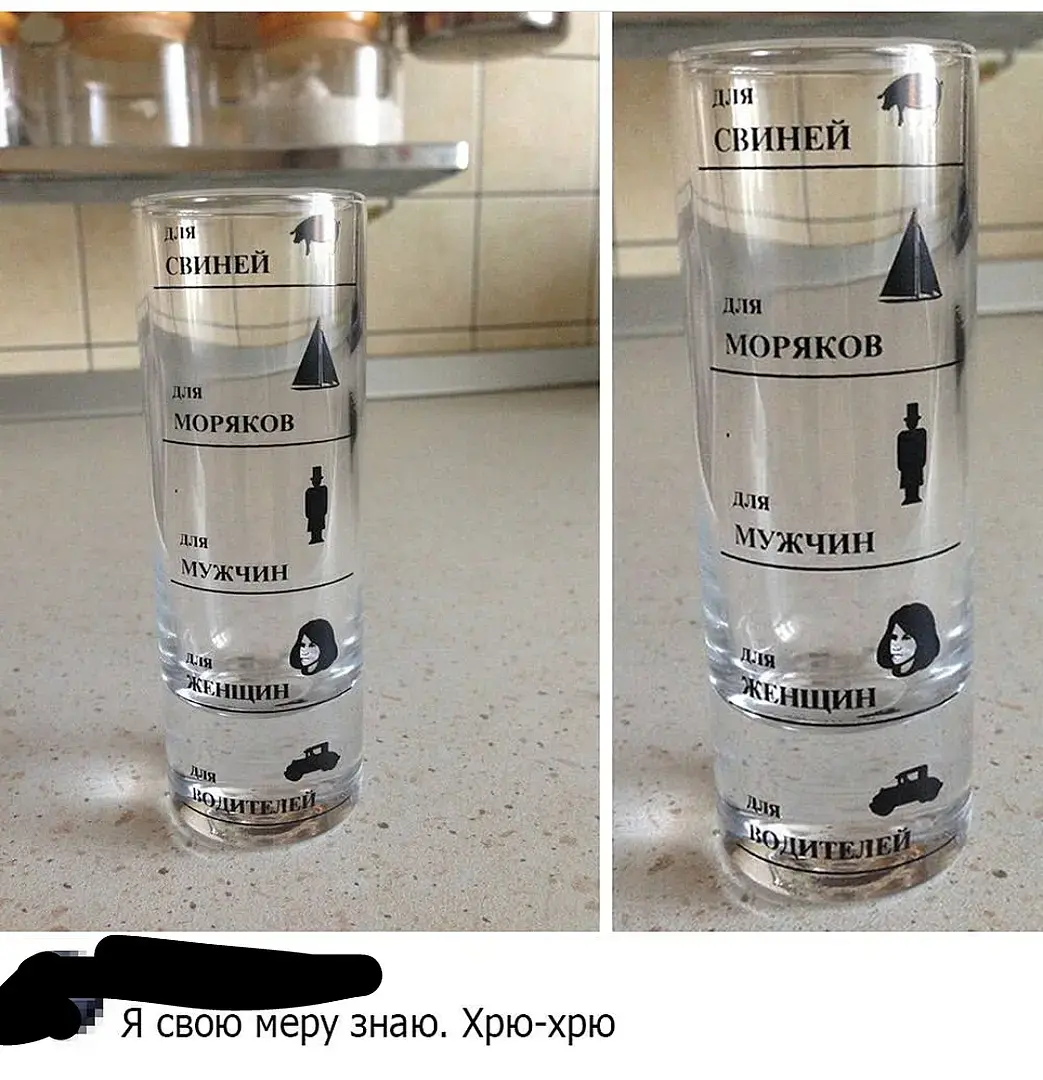 для
СВИНЕЙ
для
МОРЯКОВ
для
МУЖЧИН
для
ЖЕНЩИН
для
ВОДИТЕЛЕЙ
для
СВИНЕЙ
для
МОРЯКОВ
для
МУЖЧИН
для
ЖЕНЩИН
для
ВОДИТЕЛЕЙ
Я свою меру знаю. Хрю-хрю